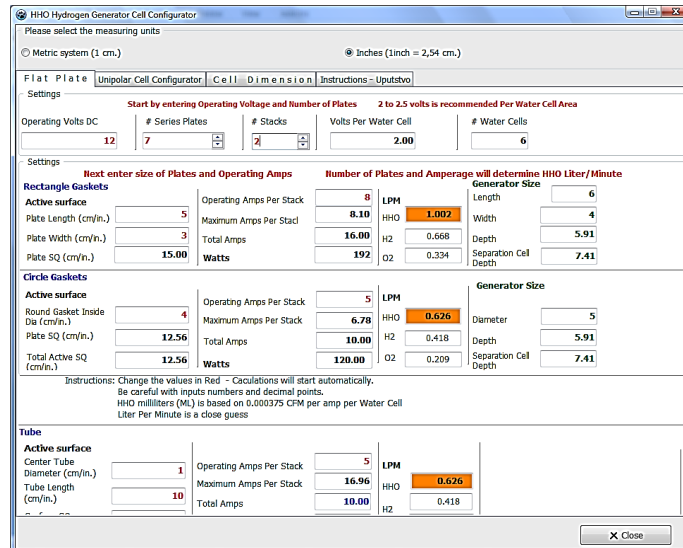 HHO Hydrogen Generator Cell Configurator
Please select the measuring units
Metric system (1 cm.) Inches (1inch = 2,54 cm.)
Flat Plate Unipolar Cell Configurator Cell Dimension Instructions - Uputstvo
Settings
Start by entering Operating Voltage and Number of Plates 2 to 2.5 volts is recommended Per Water Cell Area
Operating Volts DC # Series Plates # Stacks Volts Per Water Cell # Water Cells
12 7 2 2.00 6
Settings
Next enter size of Plates and Operating Amps Number of Plates and Amperage will determine HHO Liter/Minute
Rectangle Gaskets Generator Size
Active surface Operating Amps Per Stack 8 LPM Length 6
Plate Length (cm/in.) 5 Maximum Amps Per Stacl 8.10 HHO 1.002 Width 4
Plate Width (cm/in.) 3 Total Amps 16.00 H2 0.668 Depth 5.91
Plate SQ (cm/in.) 15.00 Watts 192 O2 0.334 Separation Cell Depth 7.41
Circle Gaskets Generator Size
Active surface Operating Amps Per Stack 5 LPM
Round Gasket Inside Dia (cm/in.) 4 Maximum Amps Per Stack 6.78 HHO 0.626 Diameter 5
Plate SQ (cm/in.) 12.56 Total Amps 10.00 H2 0.418 Depth 5.91
Total Active SQ (cm/in.) 12.56 Watts 120.00 O2 0.209 Separation Cell Depth 7.41
Instructions: Change the values in Red - Caculations will start automatically.
Be careful with inputs numbers and decimal points.
HHO milliliters (ML) is based on 0.000375 CFM per amp per Water Cell
Liter Per Minute is a close guess
Tube
Active surface
Center Tube Diameter (cm/in.) 1 Operating Amps Per Stack 5 LPM
Tube Length (cm/in.) 10 Maximum Amps Per Stack 16.96 HHO 0.626
Total Amps 10.00 H2 0.418
Close